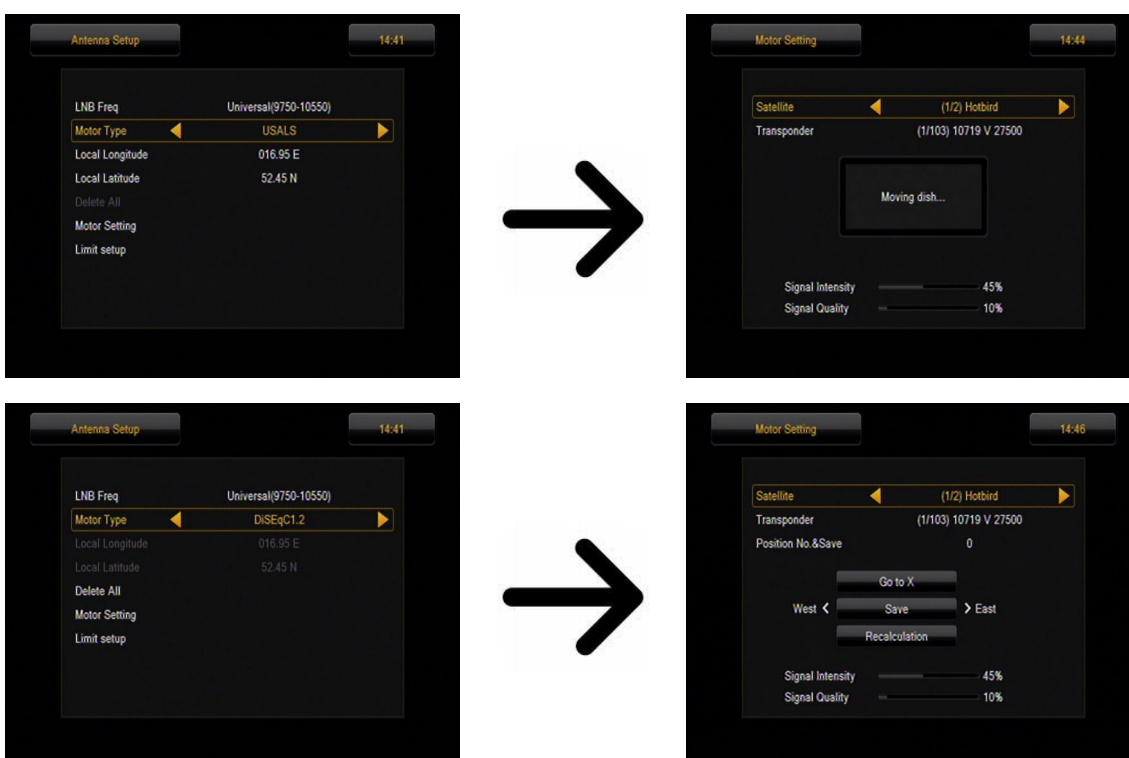 Antenna Setup 14:41
LNB Freq Universal(9750-10550)
Motor Type USALS
Local Longitude 016.95 E
Local Latitude 52.45 N
Delete All
Motor Setting
Limit setup
Motor Setting 14:44
Satellite (1/2) Hotbird
Transponder (1/103) 10719 V 27500
Moving dish...
Signal Intensity 45%
Signal Quality 10%
Antenna Setup 14:41
LNB Freq Universal(9750-10550)
Motor Type DiSEqC1.2
Local Longitude 016.95 E
Local Latitude 52.45 N
Delete All
Motor Setting
Limit setup
Motor Setting 14:46
Satellite (1/2) Hotbird
Transponder (1/103) 10719 V 27500
Position No.&Save 0
Go to X
West < Save > East
Recalculation
Signal Intensity 45%
Signal Quality 10%